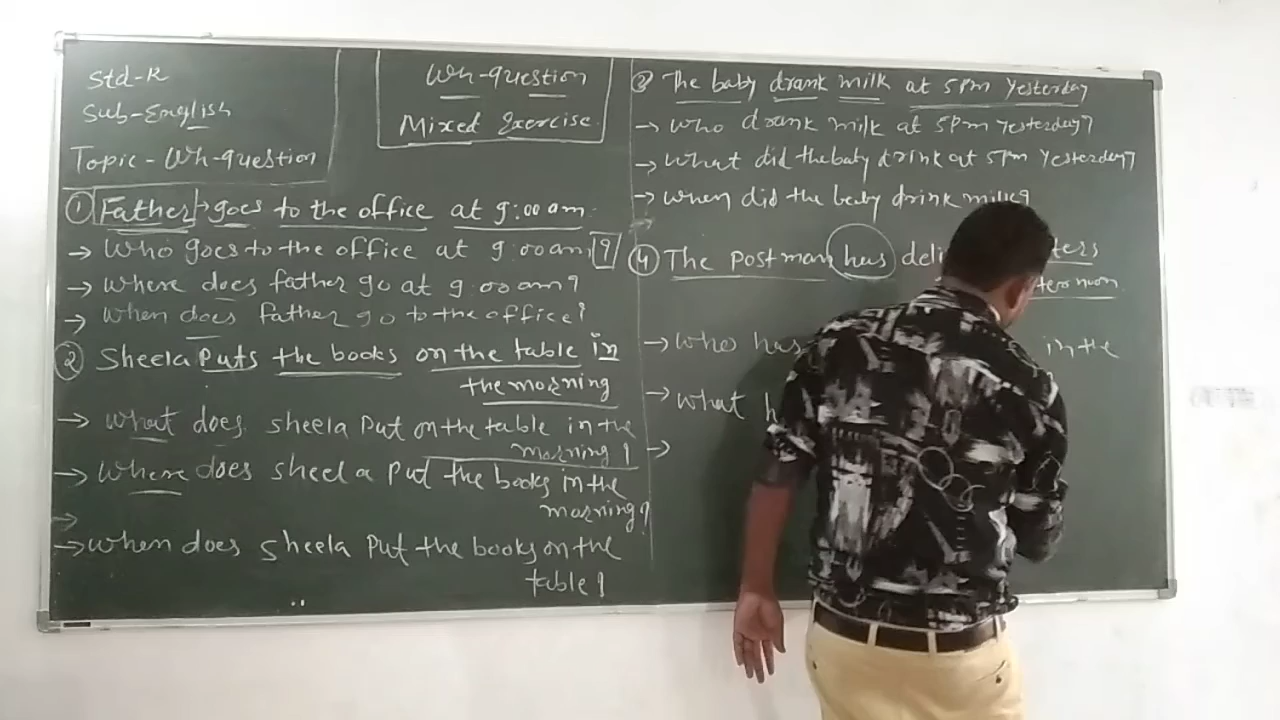 Std-R
Sub-English
Topic - Wh-question
Wh-question
Mixed Exercise
① Father goes to the office at 9:00 am.
→ Who goes to the office at 9:00 am?
→ Where does father go at 9:00 am?
→ When does father go to the office?
② Sheela puts the books on the table in
the morning
→ What does sheela put on the table in the
morning?
→ Where does sheela put the books in the
morning?
→
→ When does sheela put the books on the
table?
③ The baby drank milk at 5pm yesterday
→ Who drank milk at 5pm yesterday?
→ What did the baby drink at 5pm yesterday?
→ When did the baby drink milk?
④ The postman has
→ Who has in the
→ What
→